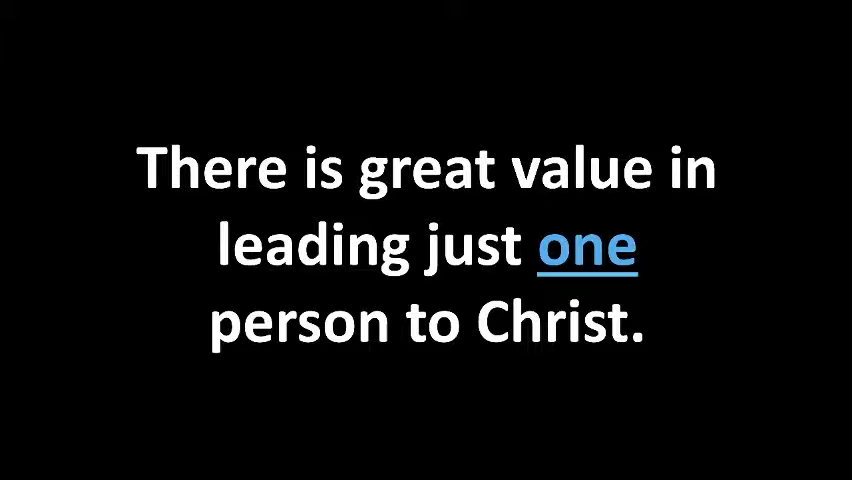 There is great value in
leading just one
person to Christ.